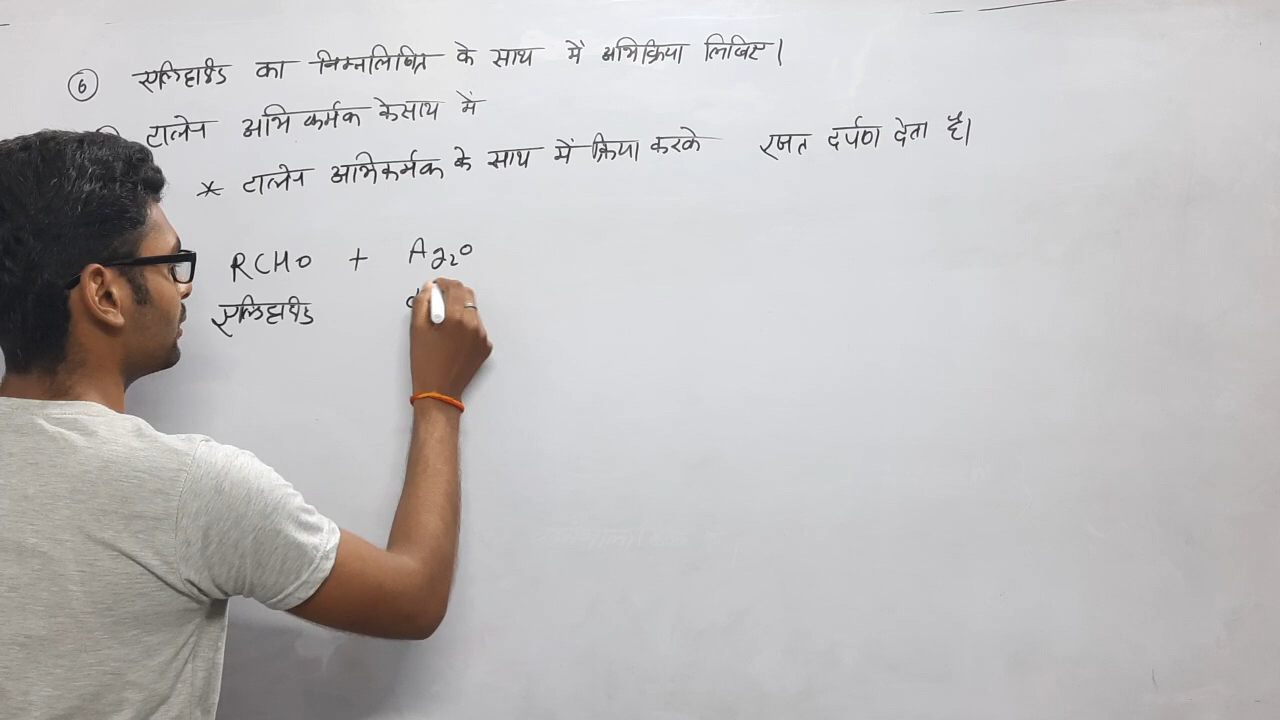 ⑥ एल्डिहाइड का निम्नलिखित के साथ में अभिक्रिया लिखिए।
टालेन अभिकर्मक के साथ में
* टालेन अभिकर्मक के साथ में क्रिया करके रजत दर्पण देता है।
RCHO + Ag₂O
एल्डिहाइड